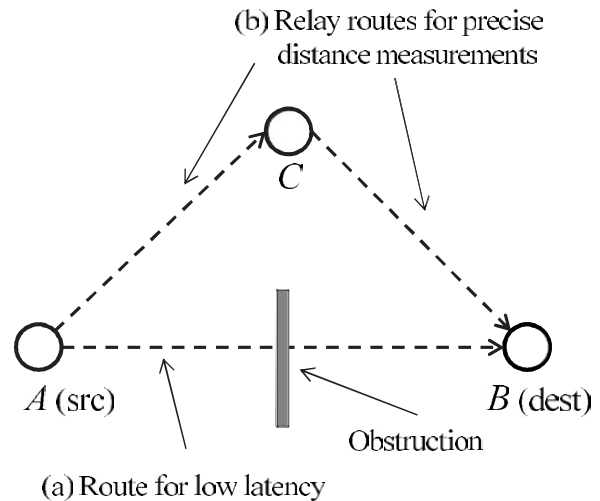 (b) Relay routes for precise
distance measurements
C
A (src)
B (dest)
Obstruction
(a) Route for low latency